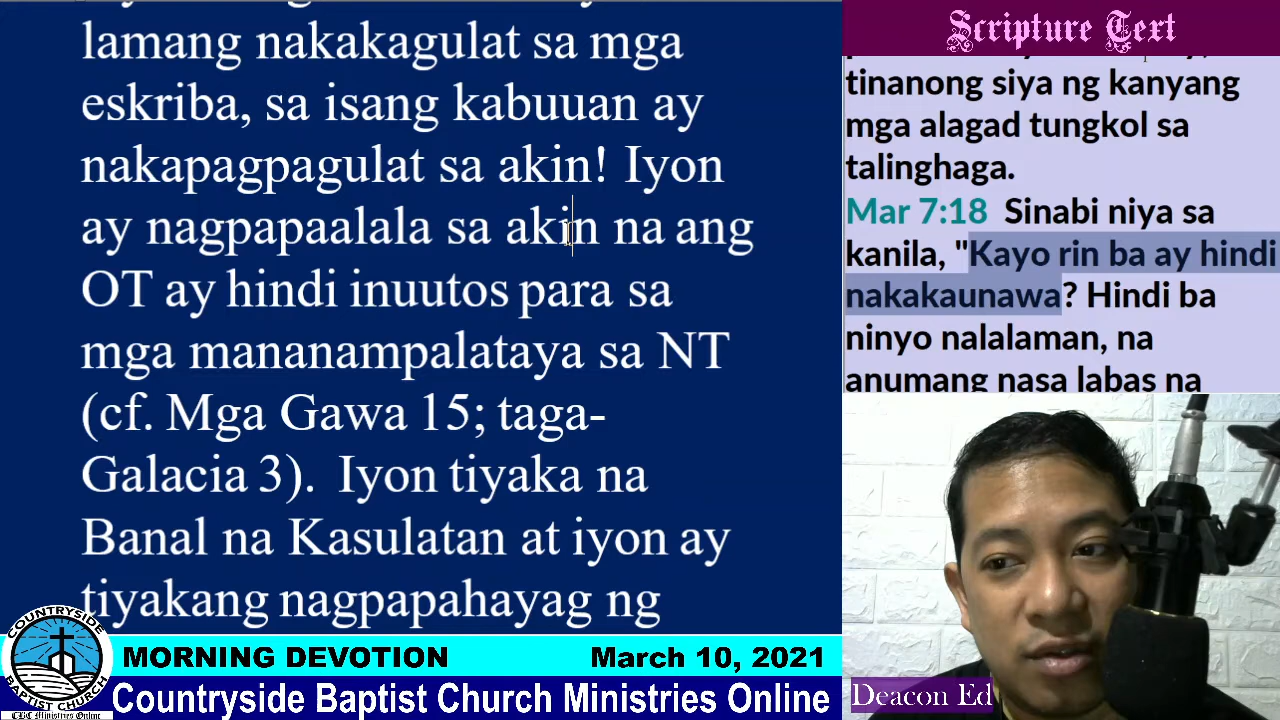 lamang nakakagulat sa mga
eskriba, sa isang kabuuan ay
nakapagpagulat sa akin! Iyon
ay nagpapaalala sa akin na ang
OT ay hindi inuutos para sa
mga mananampalataya sa NT
(cf. Mga Gawa 15; taga-
Galacia 3). Iyon tiyaka na
Banal na Kasulatan at iyon ay
tiyakang nagpapahayag ng
Scripture Text
tinanong siya ng kanyang
mga alagad tungkol sa
talinghaga.
Mar 7:18 Sinabi niya sa
kanila, "Kayo rin ba ay hindi
nakakaunawa? Hindi ba
ninyo nalalaman, na
anumang nasa labas na
COUNTRYSIDE
BAPTIST CHURCH
CBC Ministries Online
MORNING DEVOTION March 10, 2021
Countryside Baptist Church Ministries Online
Deacon Ed